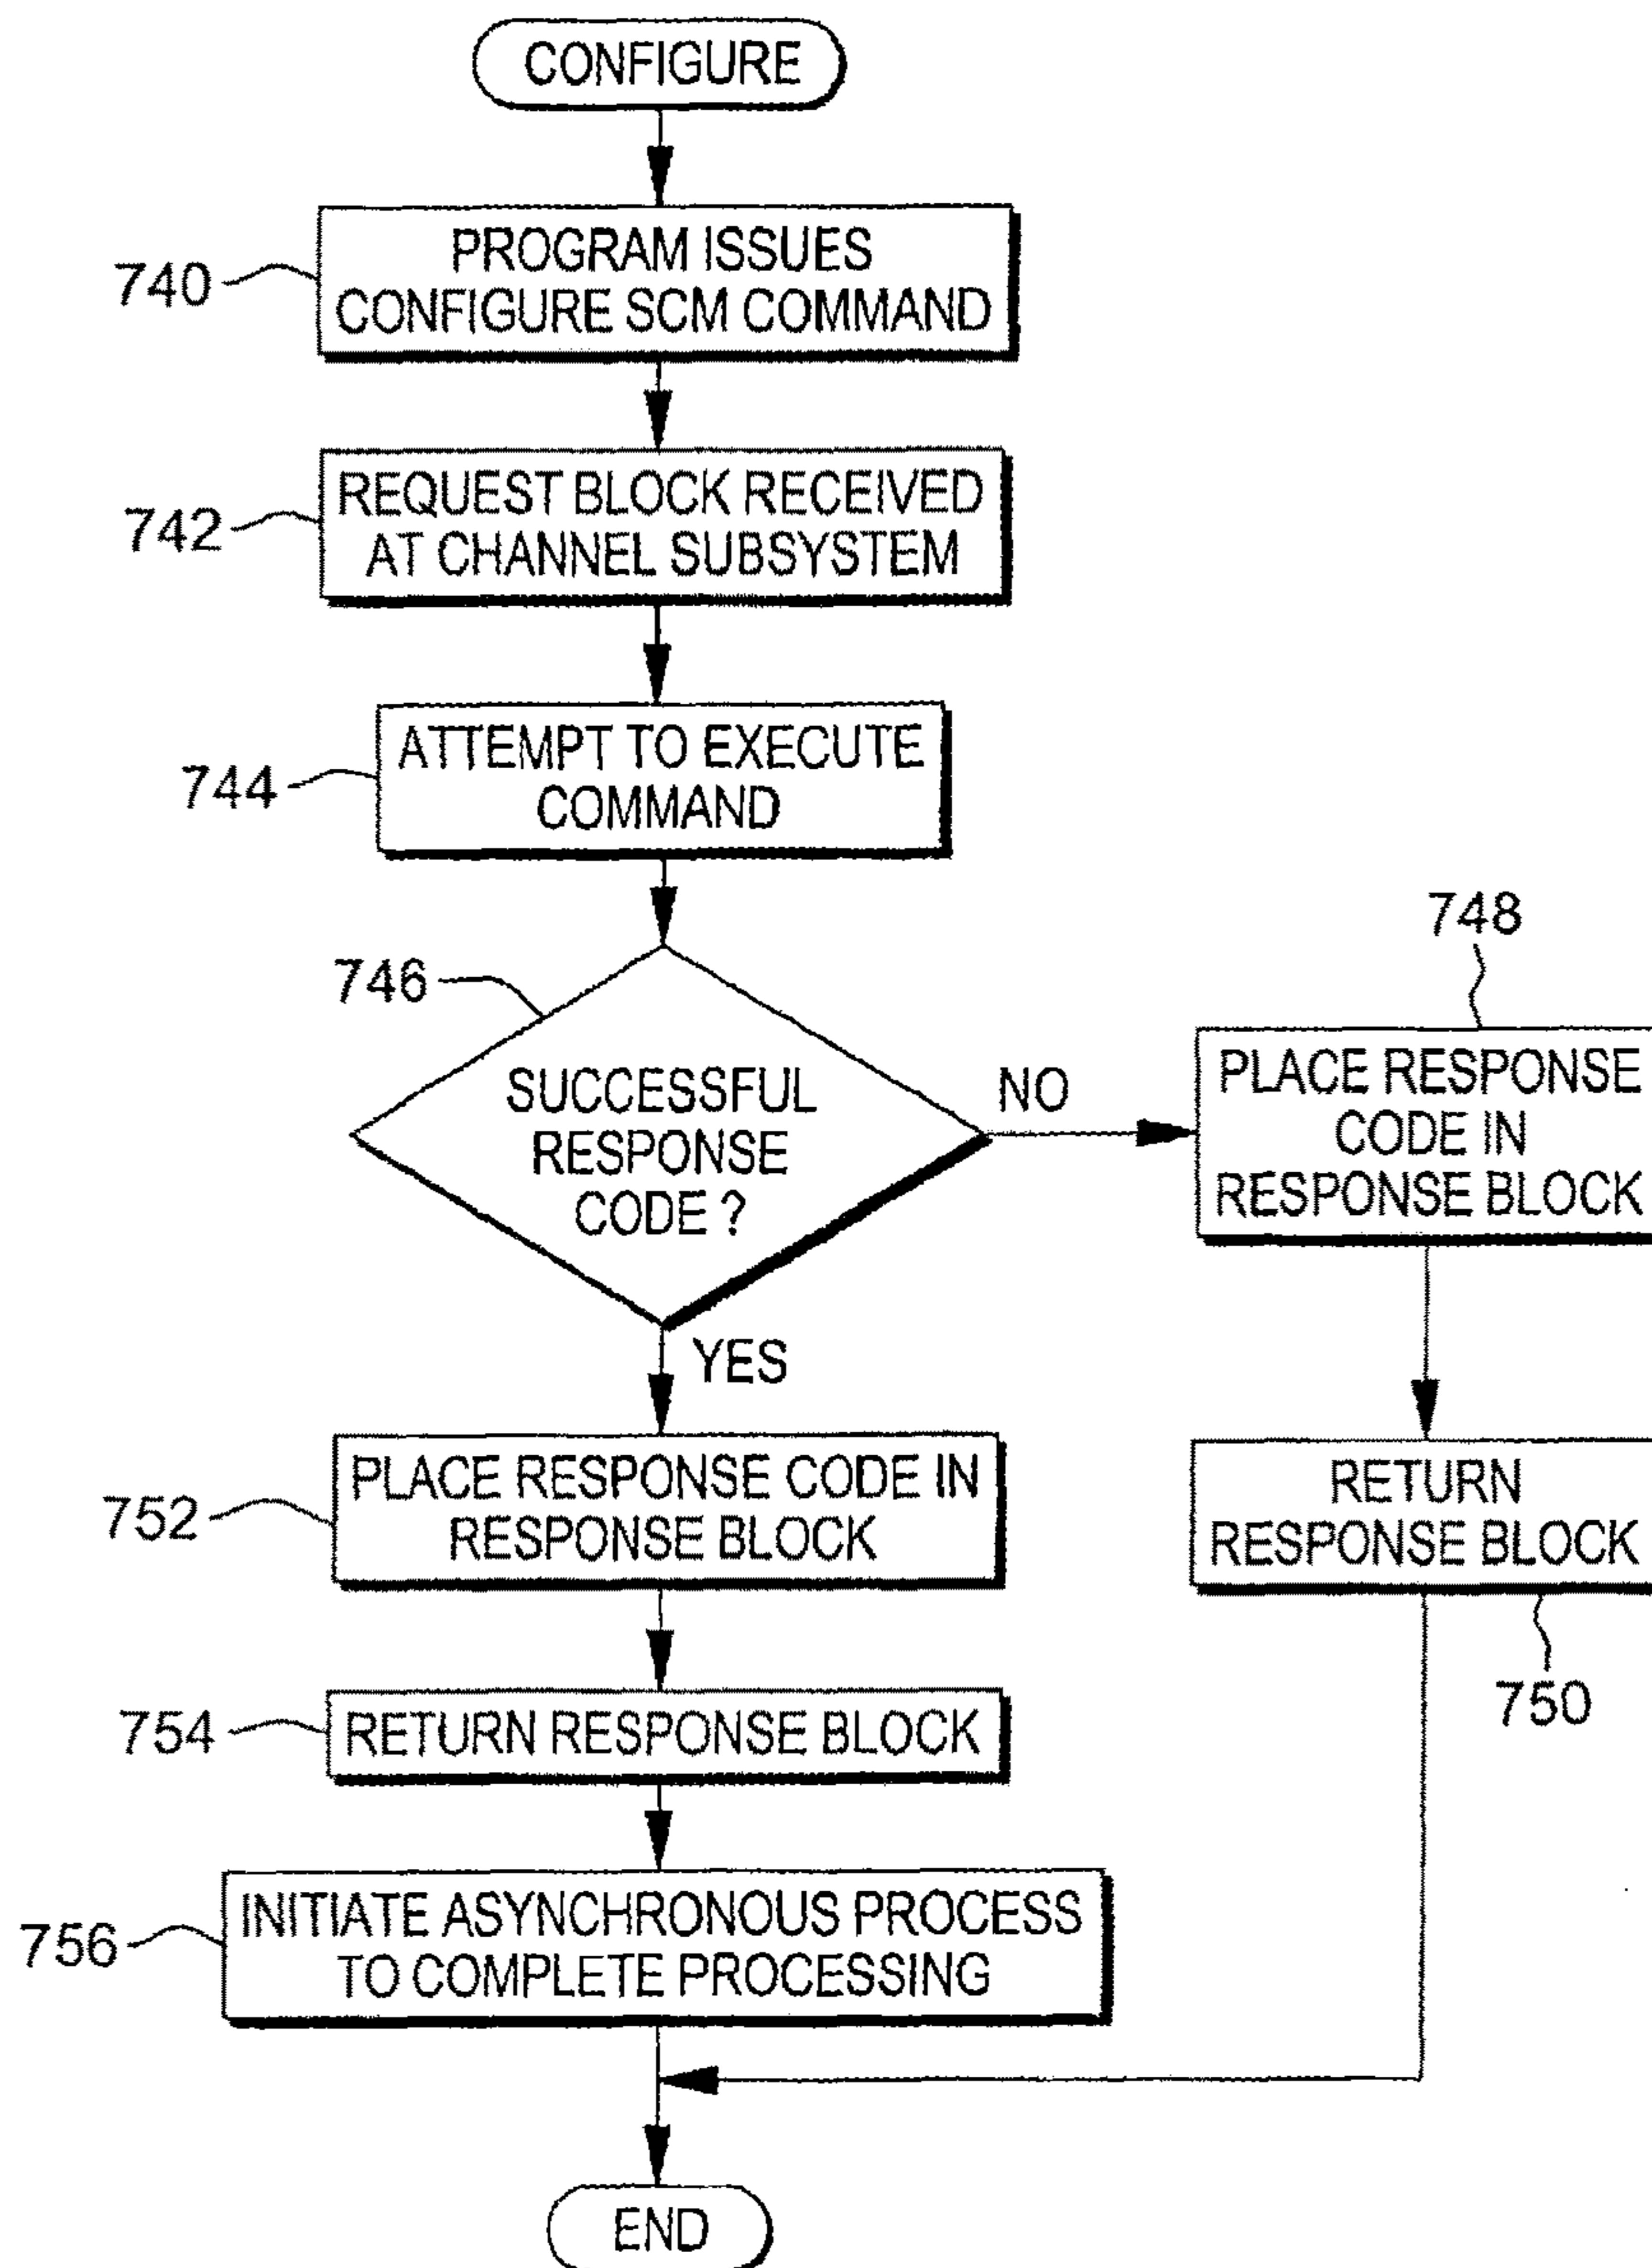 CONFIGURE
740
PROGRAM ISSUES
CONFIGURE SCM COMMAND
742
REQUEST BLOCK RECEIVED
AT CHANNEL SUBSYSTEM
744
ATTEMPT TO EXECUTE
COMMAND
746
SUCCESSFUL
RESPONSE
CODE ?
NO
748
PLACE RESPONSE
CODE IN
RESPONSE BLOCK
YES
752
PLACE RESPONSE CODE IN
RESPONSE BLOCK
RETURN
RESPONSE BLOCK
750
754
RETURN RESPONSE BLOCK
756
INITIATE ASYNCHRONOUS PROCESS
TO COMPLETE PROCESSING
END